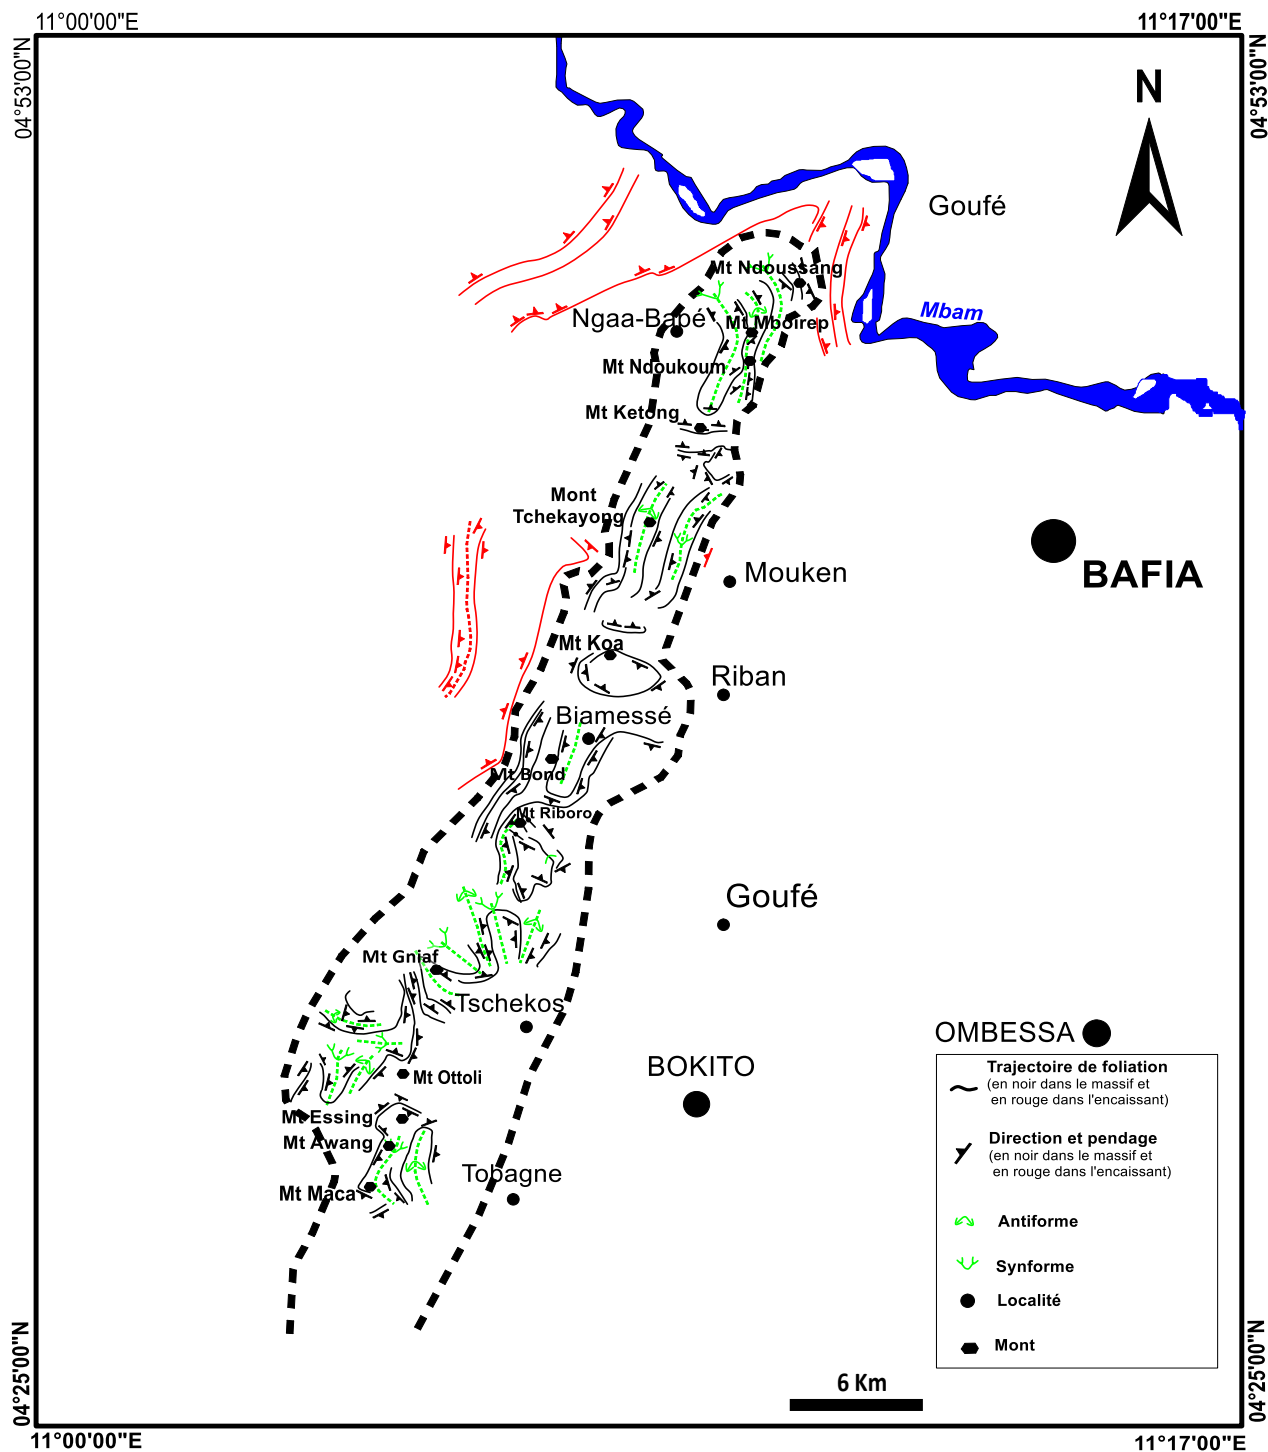 11°00'00"E
11°17'00"E
04°53'00"N
04°53'0.0"N
N
Goufé
Mbam
Mt Ndoussang
Ngaa-Bapé
Mt Mboirep
Mt Ndoukoum
Mt Ketong
Mont
Tchekayong
BAFIA
Mouken
Mt Koa
Riban
Biamessé
Mt Bond
Mt Riboro
Goufé
Mt Gniaf
Tschekos
OMBESSA
BOKITO
Mt Ottoli
Mt Essing
Mt Awang
Tobagne
Mt Maca
Trajectoire de foliation
(en noir dans le massif et
en rouge dans l'encaissant)
Direction et pendage
(en noir dans le massif et
en rouge dans l'encaissant)
Antiforme
Synforme
Localité
Mont
6 Km
04°25'00"N
04°25'00"N
11°00'00"E
11°17'00"E